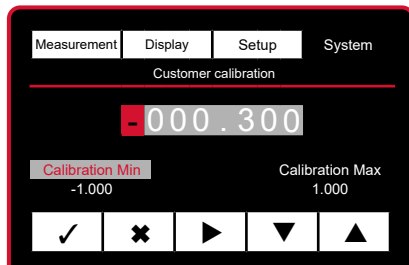 Measurement Display Setup System
Customer calibration
-000.300
Calibration Min Calibration Max
-1.000 1.000